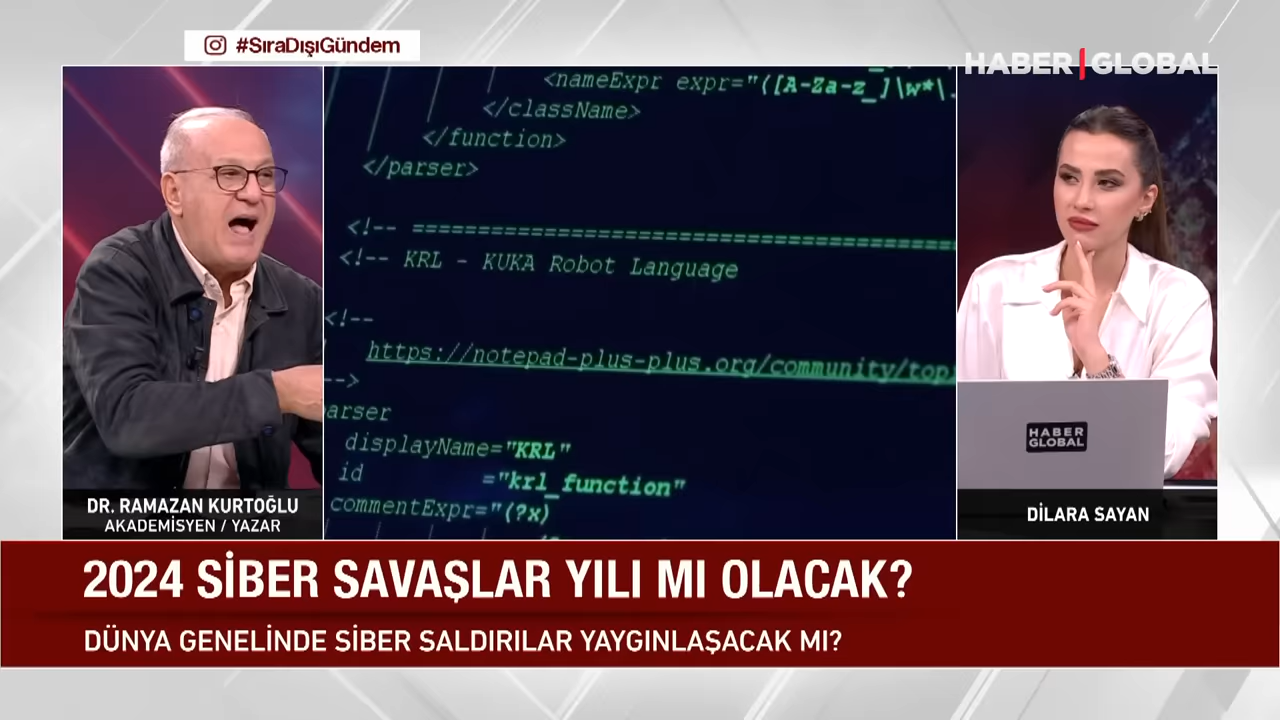 #SıraDışıGündem
HABER GLOBAL
<nameExpr expr="([A-Za-z_]\w*\.
</className>
</function>
</parser>
<!-- ==================================
<!-- KRL - KUKA Robot Language
<!--
https://notepad-plus-plus.org/community/top
-->
arser
displayName="KRL"
id ="krl_function"
commentExpr="(?x)
HABER
GLOBAL
DR. RAMAZAN KURTOĞLU
AKADEMİSYEN / YAZAR
DİLARA SAYAN
2024 SİBER SAVAŞLAR YILI MI OLACAK?
DÜNYA GENELİNDE SİBER SALDIRILAR YAYGINLAŞACAK MI?